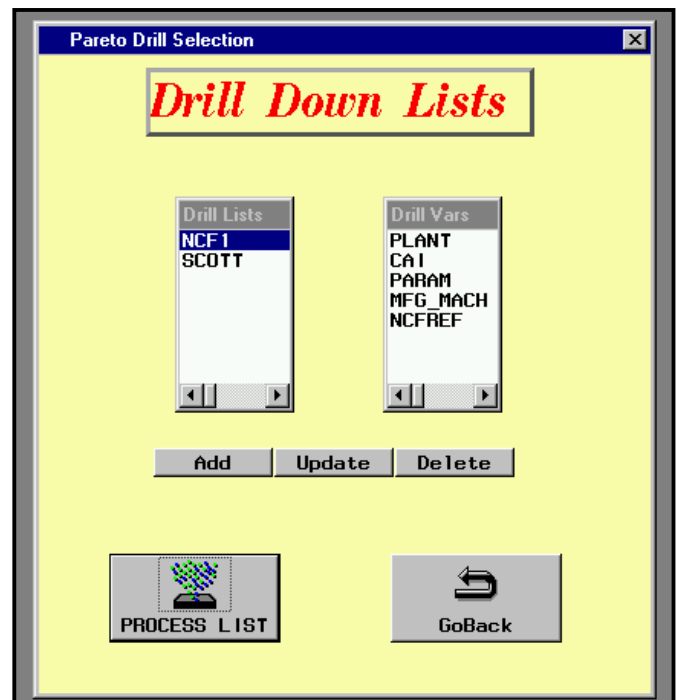 Pareto Drill Selection
Drill Down Lists
Drill Lists
NCF1
SCOTT
Drill Vars
PLANT
CAI
PARAM
MFG_MACH
NCFREF
Add Update Delete
PROCESS LIST GoBack